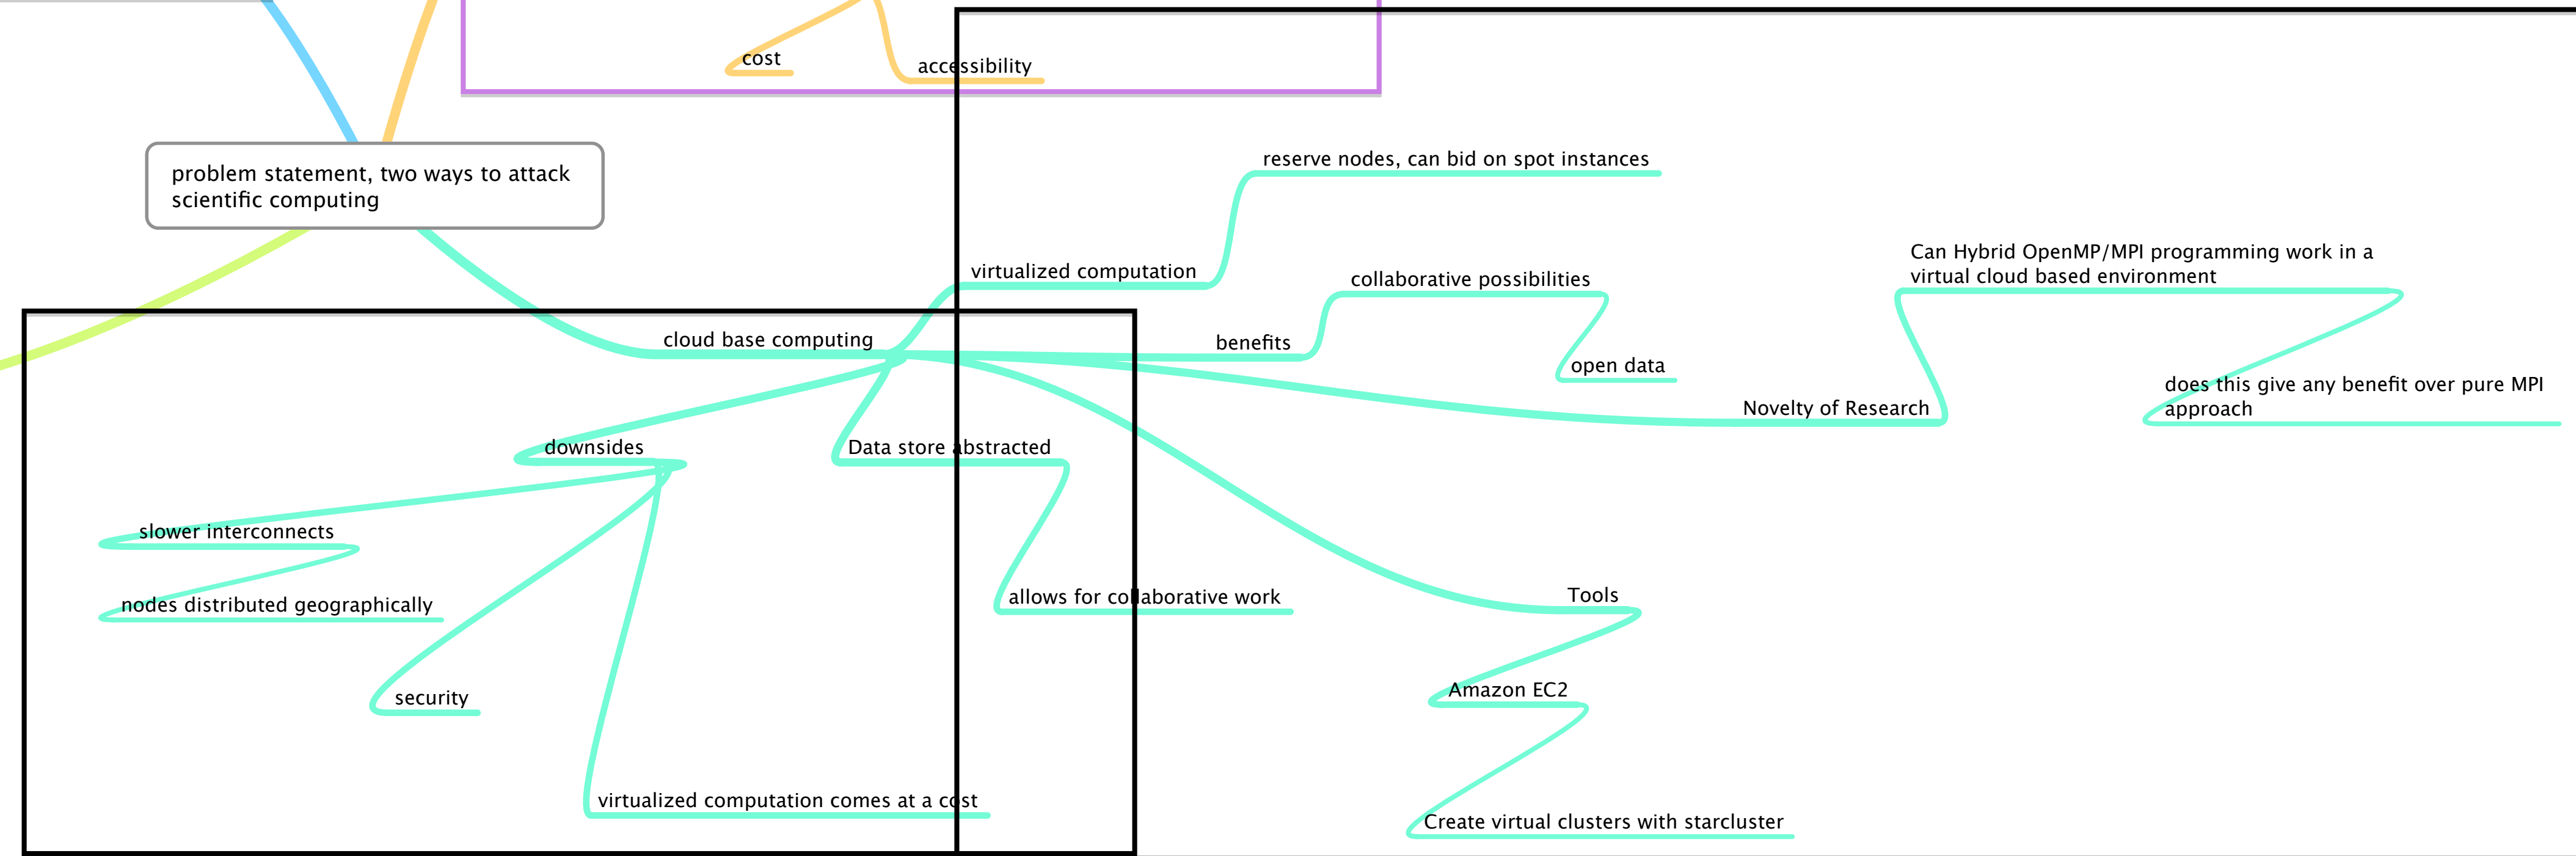 cost
accessibility
problem statement, two ways to attack
scientific computing
reserve nodes, can bid on spot instances
virtualized computation
collaborative possibilities
Can Hybrid OpenMP/MPI programming work in a
virtual cloud based environment
cloud base computing
benefits
open data
does this give any benefit over pure MPI
approach
Novelty of Research
downsides
Data store abstracted
slower interconnects
nodes distributed geographically
allows for collaborative work
Tools
security
Amazon EC2
virtualized computation comes at a cost
Create virtual clusters with starcluster